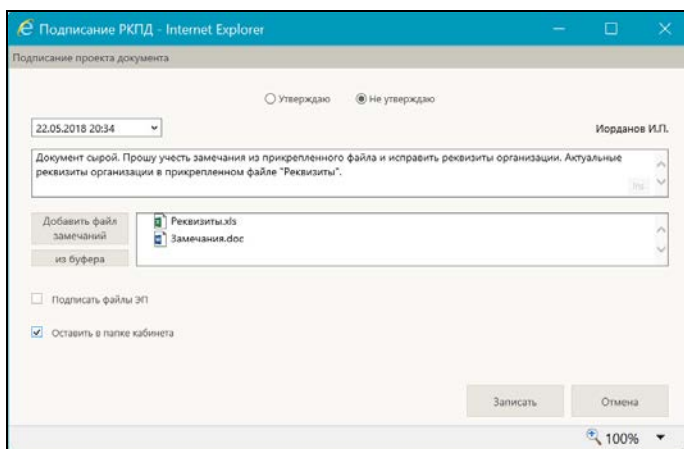 Подписание РКПД - Internet Explorer
Подписание проекта документа
Утверждаю Не утверждаю
22.05.2018 20:34 Иорданов И.П.
Документ сырой. Прошу учесть замечания из прикрепленного файла и исправить реквизиты организации. Актуальные
реквизиты организации в прикрепленном файле "Реквизиты".
Ins
Добавить файл
замечаний
Реквизиты.xls
Замечания.doc
из буфера
Подписать файлы ЭП
Оставить в папке кабинета
Записать Отмена
100%